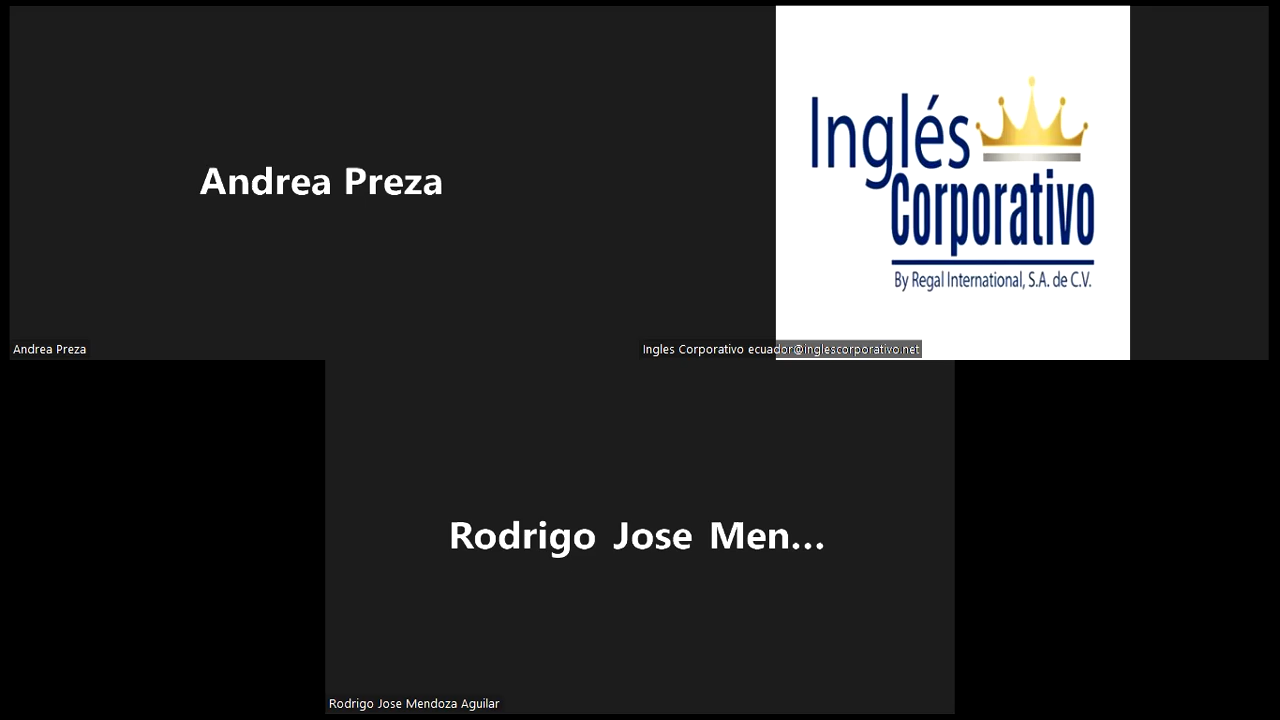 Andrea Preza
Andrea Preza
Inglés
Corporativo
By Regal International, S.A. de C.V.
Ingles Corporativo ecuador@inglescorporativo.net
Rodrigo Jose Men...
Rodrigo Jose Mendoza Aguilar